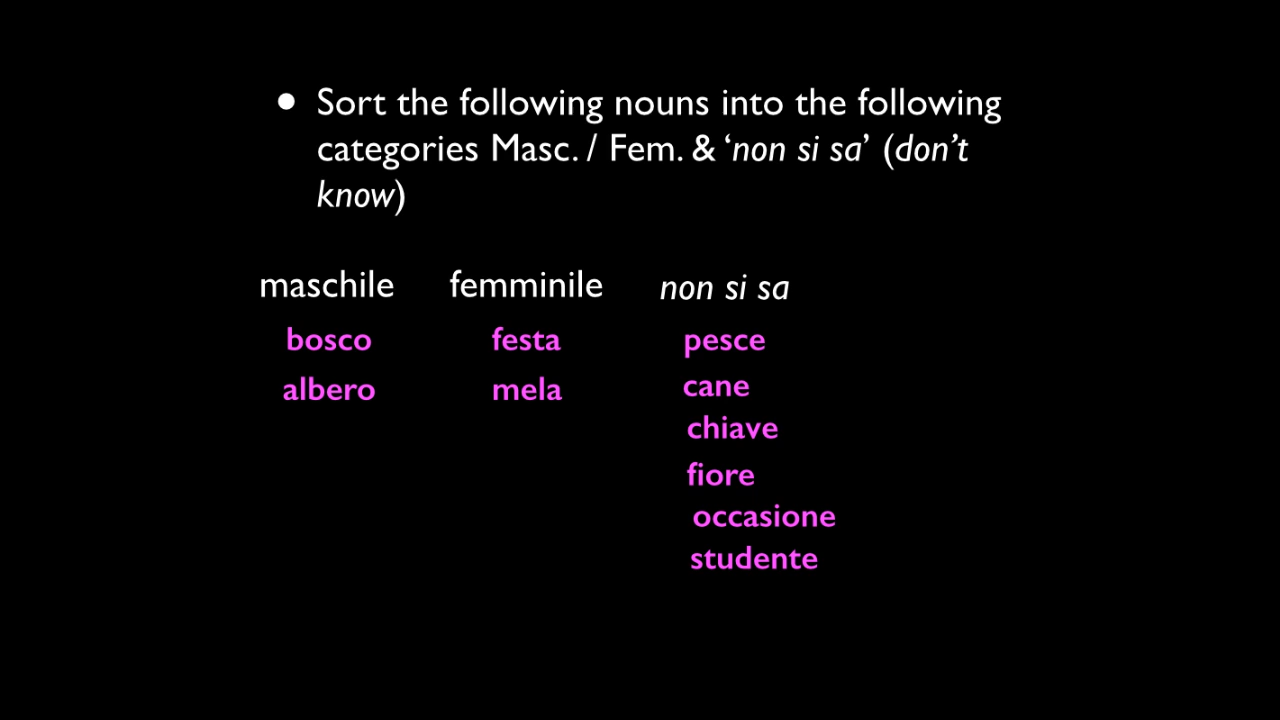 • Sort the following nouns into the following
categories Masc. / Fem. & ‘non si sa’ (don’t
know)
maschile femminile non si sa
bosco festa pesce
albero mela cane
chiave
fiore
occasione
studente